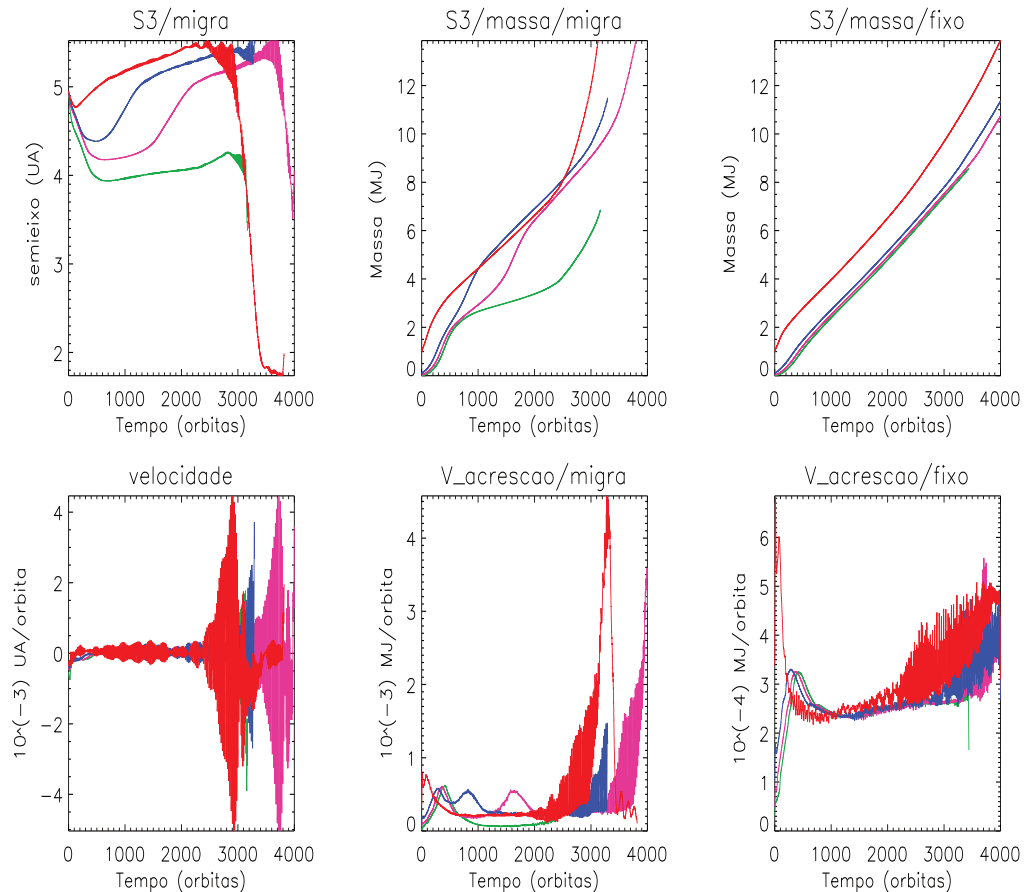 S3/migra
S3/massa/migra
S3/massa/fixo
semieixo (UA)
5
4
3
2
0 1000 2000 3000 4000
Tempo (orbitas)
Massa (MJ)
12
10
8
6
4
2
0
0 1000 2000 3000 4000
Tempo (orbitas)
Massa (MJ)
12
10
8
6
4
2
0
0 1000 2000 3000 4000
Tempo (orbitas)
velocidade
V_acrescao/migra
V_acrescao/fixo
10^(-3) UA/orbita
4
2
0
-2
-4
0 1000 2000 3000 4000
Tempo (orbitas)
10^(-3) MJ/orbita
4
3
2
1
0
0 1000 2000 3000 4000
Tempo (orbitas)
10^(-4) MJ/orbita
6
5
4
3
2
1
0
0 1000 2000 3000 4000
Tempo (orbitas)